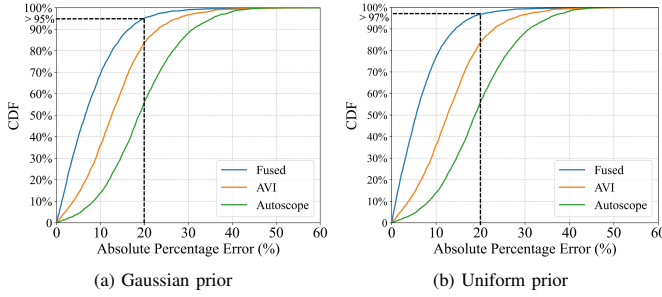 100%
> 95%
90%
80%
70%
60%
50%
40%
30%
20%
10%
0
CDF
0 10 20 30 40 50 60
Absolute Percentage Error (%)
Fused
AVI
Autoscope
(a) Gaussian prior
100%
> 97%
90%
80%
70%
60%
50%
40%
30%
20%
10%
0
CDF
0 10 20 30 40 50 60
Absolute Percentage Error (%)
Fused
AVI
Autoscope
(b) Uniform prior